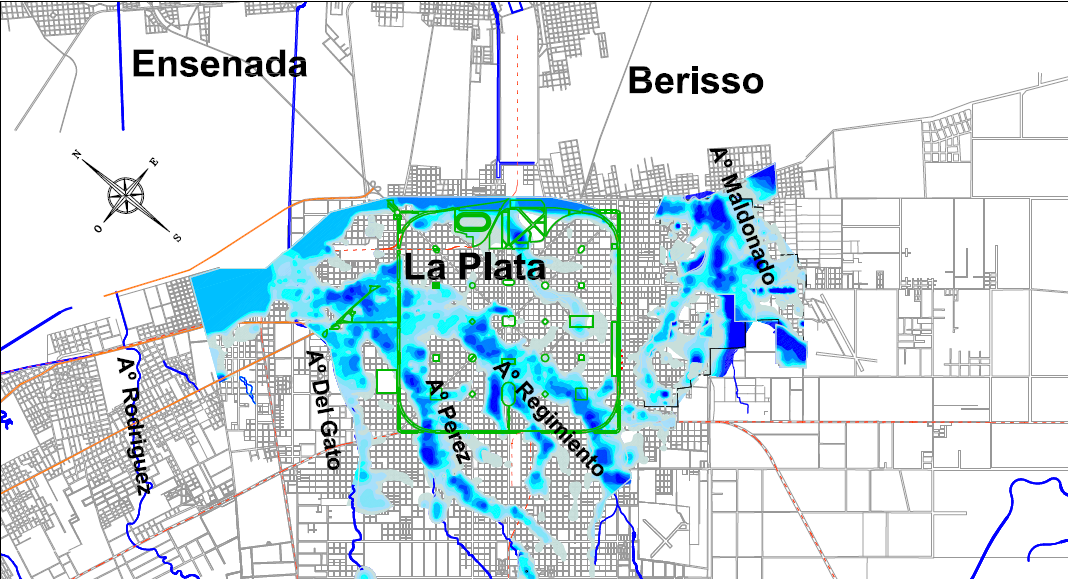 Ensenada
Berisso
N
E
O
S
Aº Maldonado
La Plata
Aº Rodriguez
Aº Del Gato
Aº Perez
Aº Regimiento